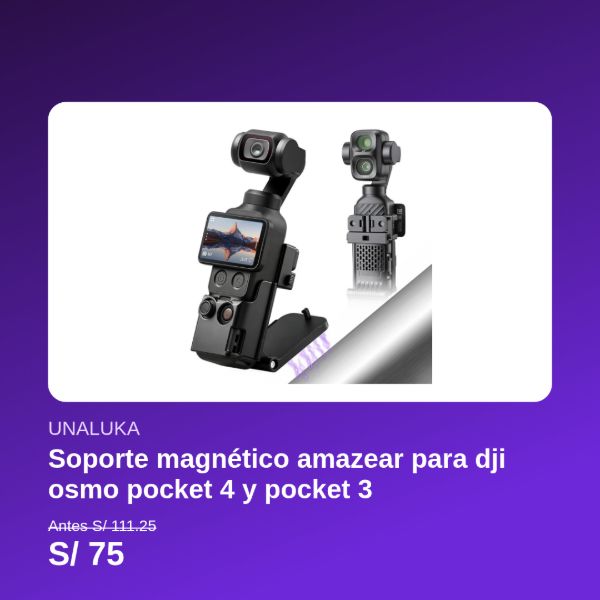 UNALUKA
Soporte magnético amazear para dji
osmo pocket 4 y pocket 3
Antes S/ 111.25
S/ 75